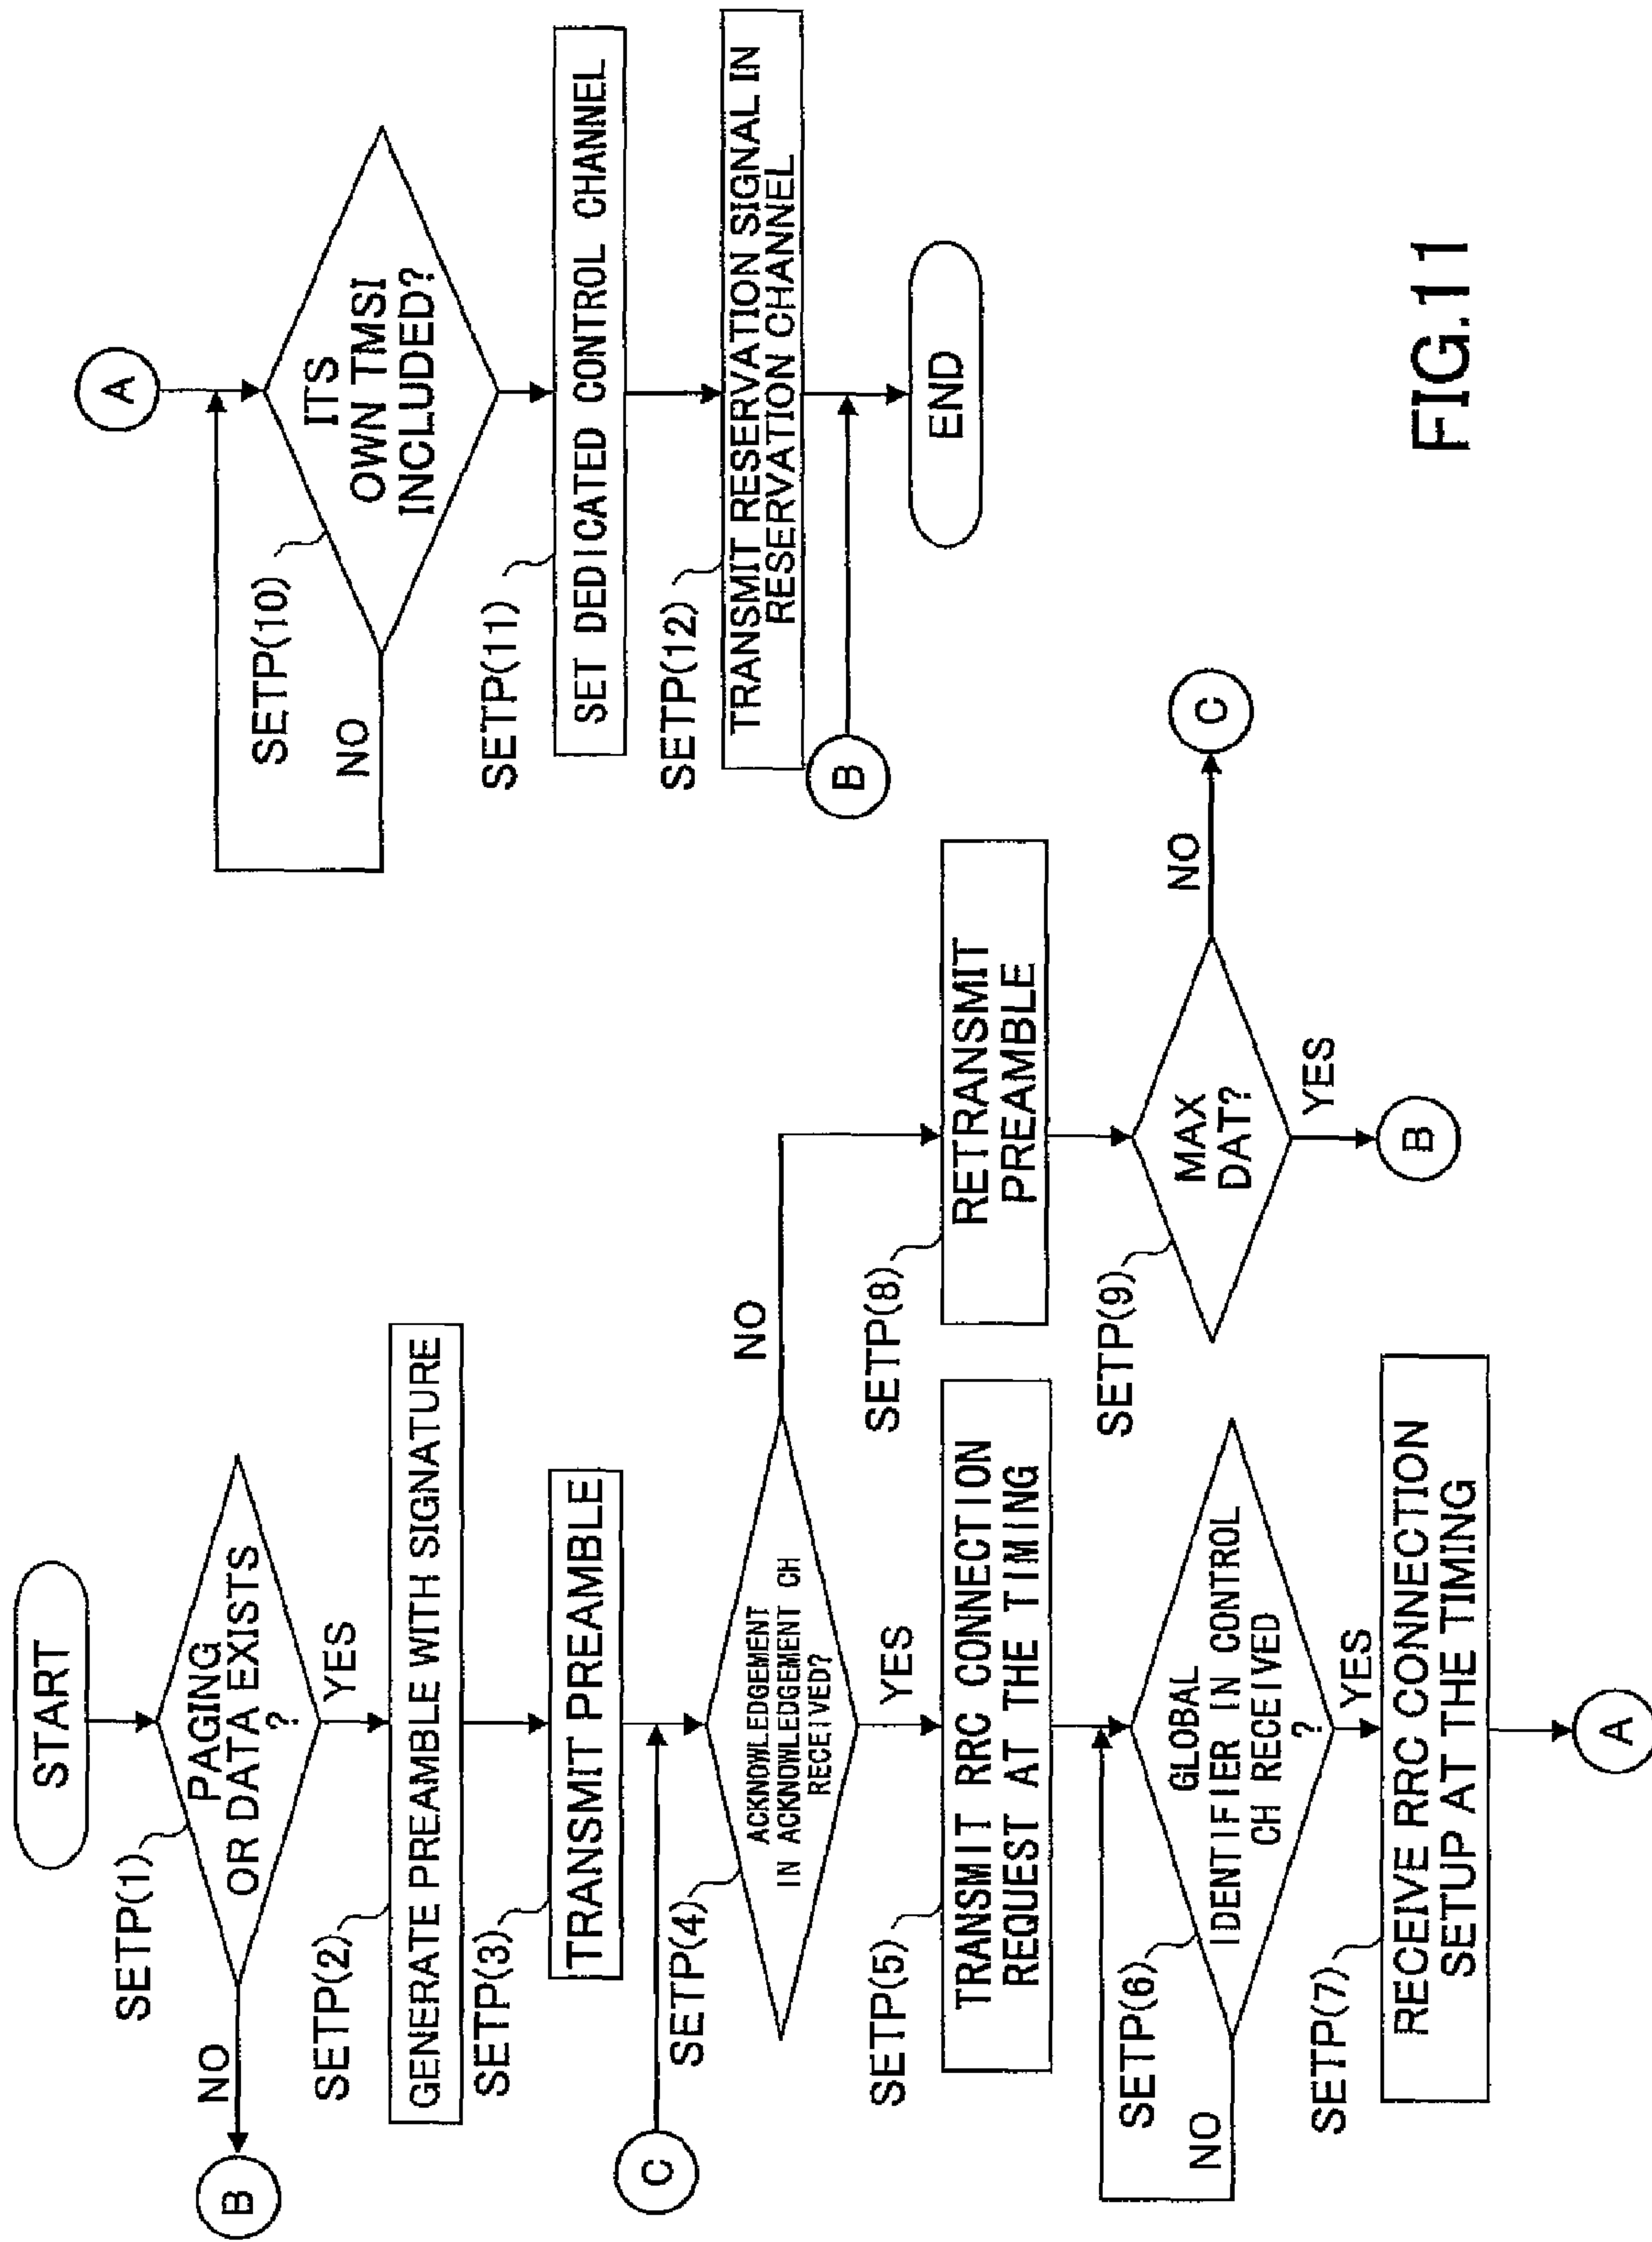 START
SETP(1)
PAGING
OR DATA EXISTS
?
NO
B
YES
SETP(2)
GENERATE PREAMBLE WITH SIGNATURE
SETP(3)
TRANSMIT PREAMBLE
C
SETP(4)
ACKNOWLEDGEMENT
IN ACKNOWLEDGEMENT CH
RECEIVED?
NO
YES
SETP(5)
TRANSMIT RRC CONNECTION
REQUEST AT THE TIMING
SETP(6)
GLOBAL
IDENTIFIER IN CONTROL
CH RECEIVED
?
NO
YES
SETP(7)
RECEIVE RRC CONNECTION
SETUP AT THE TIMING
A
SETP(8)
RETRANSMIT
PREAMBLE
SETP(9)
MAX
DAT?
NO
C
YES
B
A
SETP(10)
ITS
OWN TMSI
INCLUDED?
NO
SETP(11)
SET DEDICATED CONTROL CHANNEL
SETP(12)
TRANSMIT RESERVATION SIGNAL IN
RESERVATION CHANNEL
B
END
FIG.11